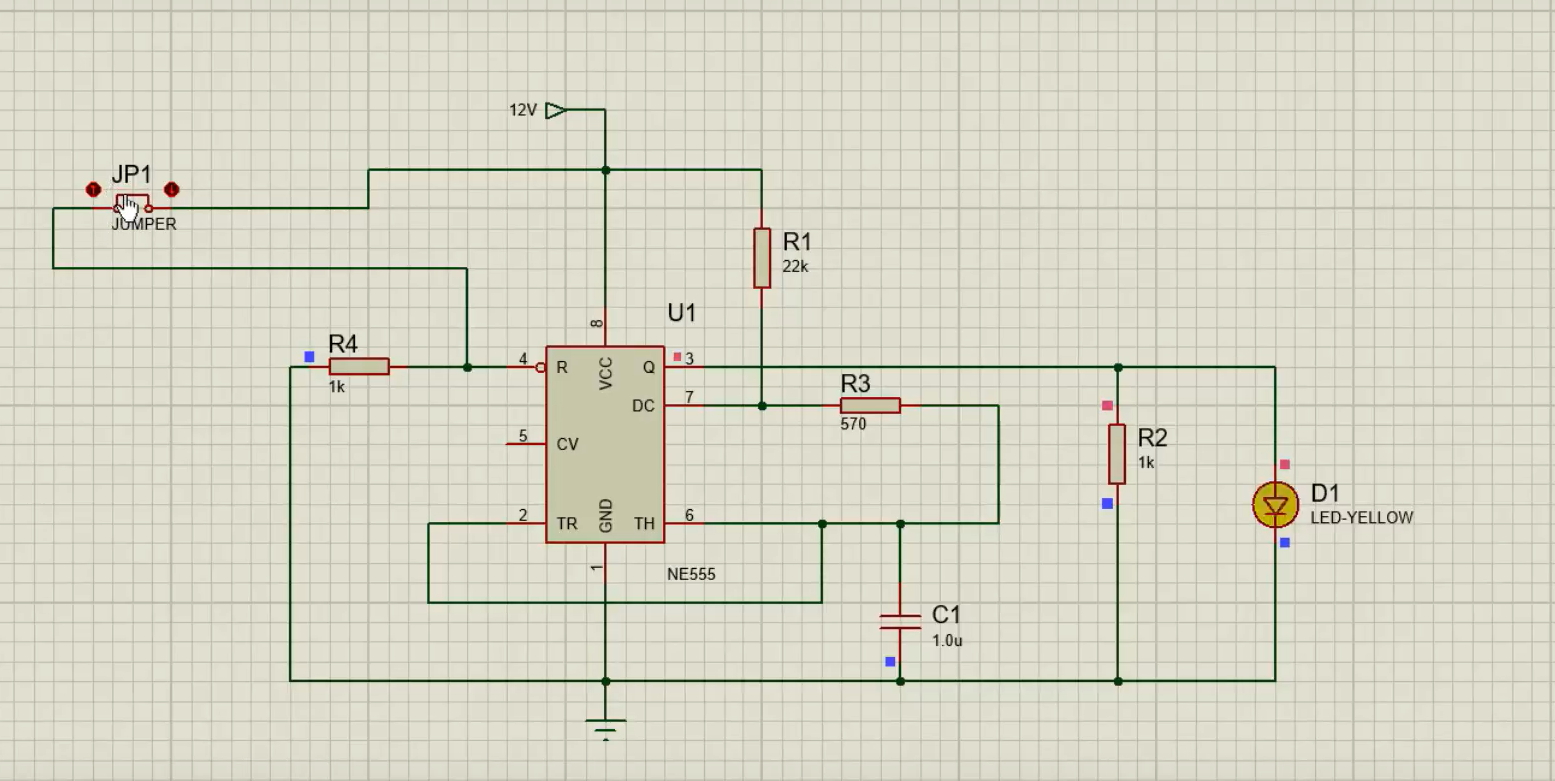 12V
JP1
JUMPER
R1
22k
U1
8
R4
1k
4
R
VCC
Q
3
DC
7
R3
570
5
CV
R2
1k
2
TR
GND
TH
6
D1
LED-YELLOW
1
NE555
C1
1.0u